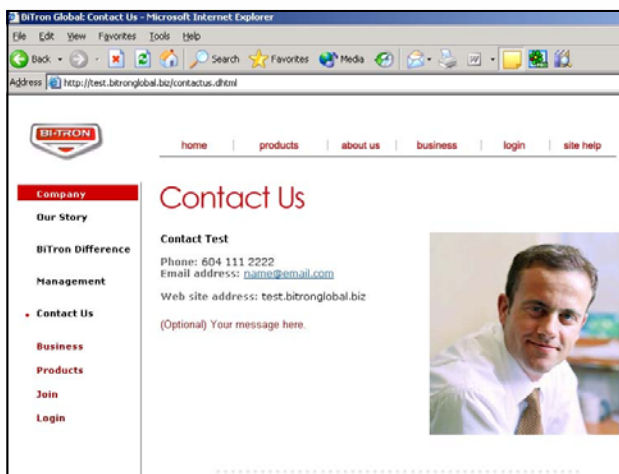 BiTron Global: Contact Us - Microsoft Internet Explorer
File Edit View Favorites Tools Help
Back Search Favorites Media
Address http://test.bitronglobal.biz/contactus.dhtml
BI-TRON
home | products | about us | business | login | site help
Company
Our Story
BiTron Difference
Management
Contact Us
Business
Products
Join
Login
Contact Us
Contact Test
Phone: 604 111 2222
Email address: name@email.com
Web site address: test.bitronglobal.biz
(Optional) Your message here.